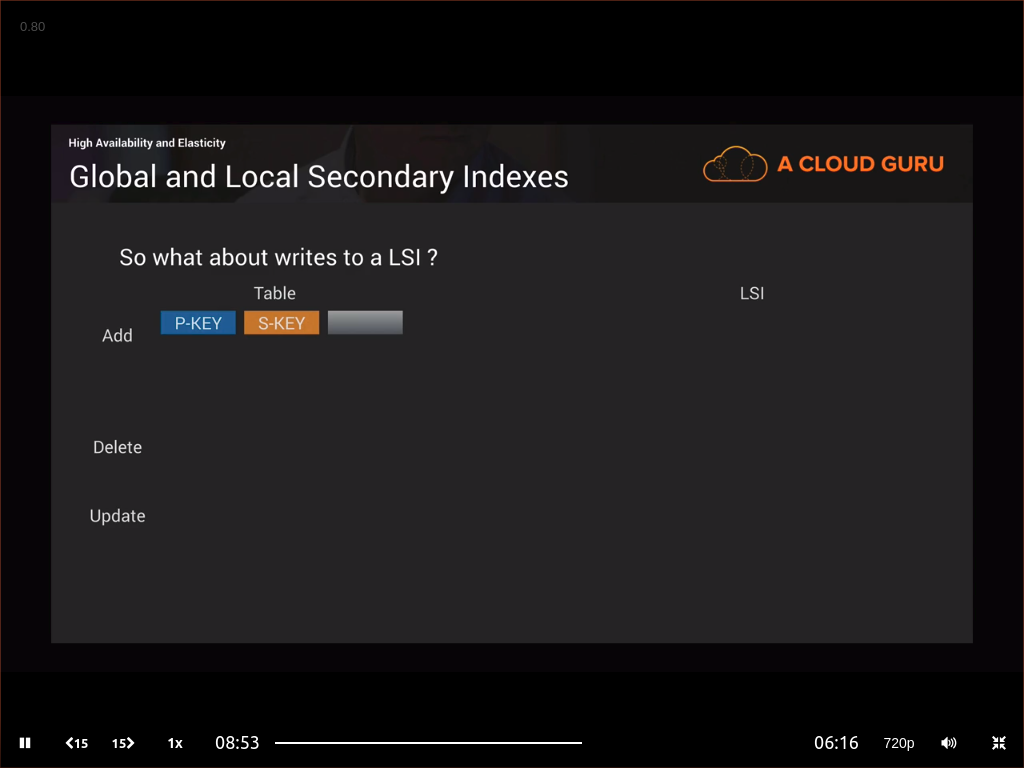 0.80
High Availability and Elasticity
Global and Local Secondary Indexes
A CLOUD GURU
So what about writes to a LSI ?
Table
LSI
P-KEY
S-KEY
Add
Delete
Update
15
15
1x
08:53
06:16
720p